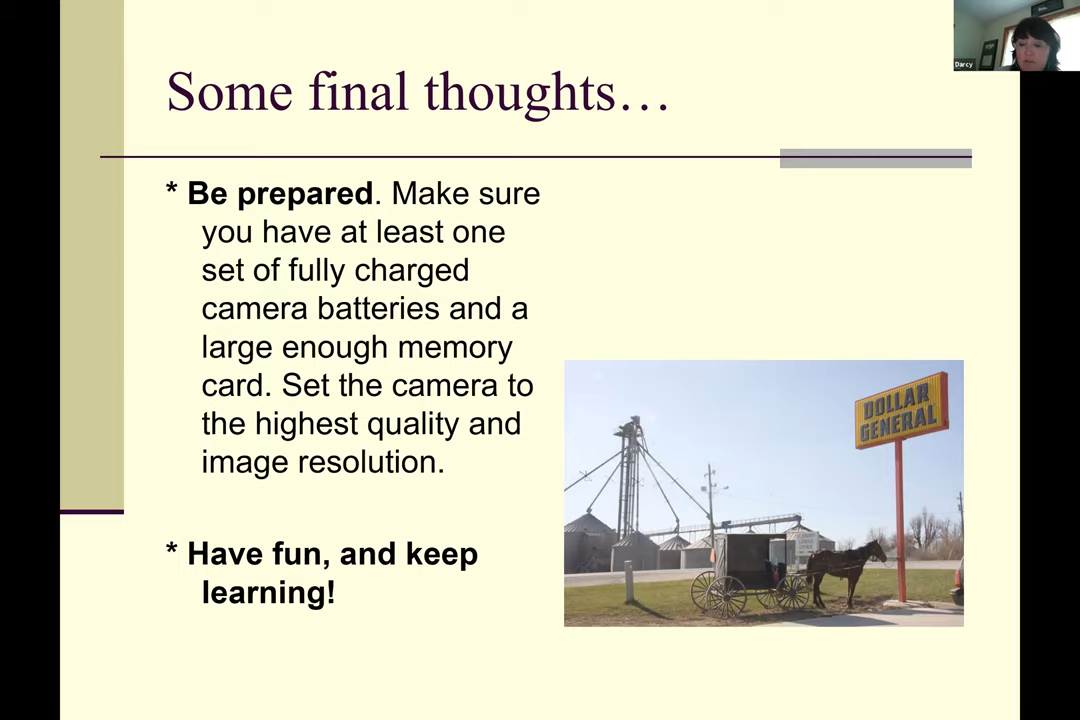 Darcy
Some final thoughts…
* Be prepared. Make sure
you have at least one
set of fully charged
camera batteries and a
large enough memory
card. Set the camera to
the highest quality and
image resolution.
* Have fun, and keep
learning!
DOLLAR
GENERAL